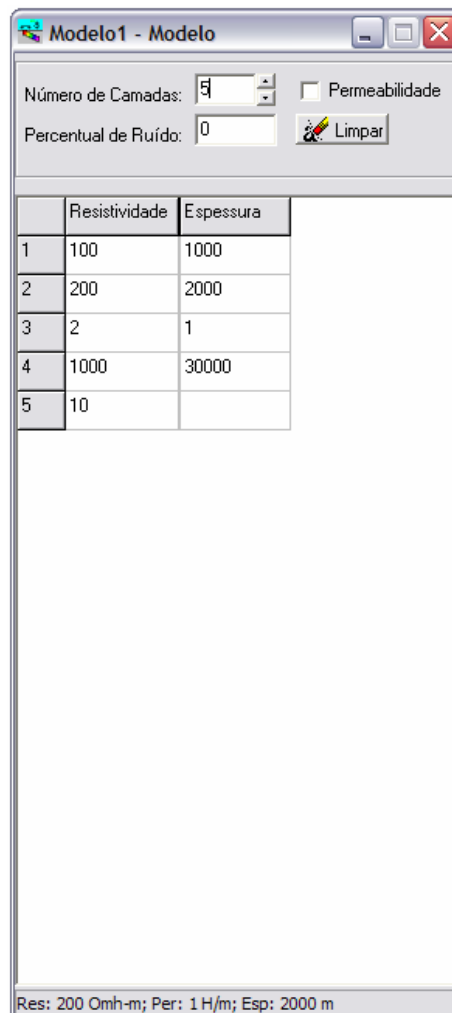 Modelo1 - Modelo
Número de Camadas: 5 Permeabilidade
Percentual de Ruído: 0 Limpar
Resistividade Espessura
1 100 1000
2 200 2000
3 2 1
4 1000 30000
5 10
Res: 200 Omh-m; Per: 1 H/m; Esp: 2000 m